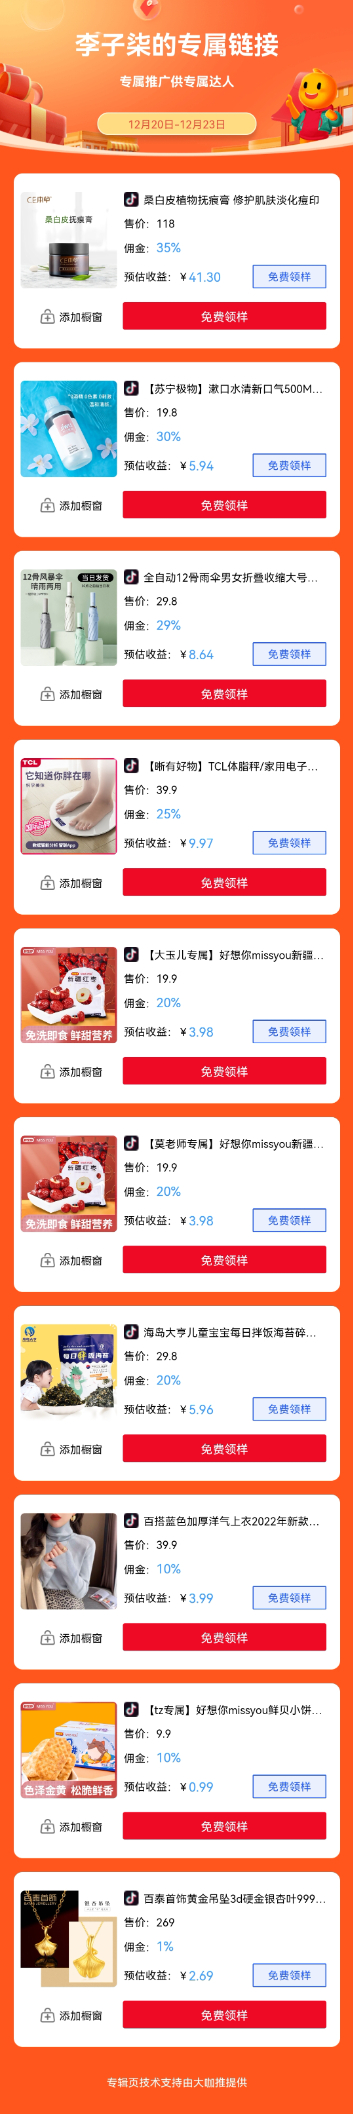 李子柒的专属链接
专属推广供专属达人
12月20日-12月23日
CE雨中草
桑白皮抚痕膏
桑白皮植物抚痕膏 修护肌肤淡化痘印
售价：118
佣金：35%
预估收益：￥41.30
免费领样
添加橱窗
免费领样
【苏宁极物】漱口水清新口气500M...
售价：19.8
佣金：30%
预估收益：￥5.94
免费领样
添加橱窗
免费领样
12骨风暴伞
晴雨两用
当日发货
全自动12骨雨伞男女折叠收缩大号...
售价：29.8
佣金：29%
预估收益：￥8.64
免费领样
添加橱窗
免费领样
TCL
它知道你胖在哪
【晰有好物】TCL体脂秤/家用电子...
售价：39.9
佣金：25%
预估收益：￥9.97
免费领样
添加橱窗
免费领样
MISSYOU
新疆红枣
免洗即食 鲜甜营养
【大玉儿专属】好想你missyou新疆...
售价：19.9
佣金：20%
预估收益：￥3.98
免费领样
添加橱窗
免费领样
MISSYOU
新疆红枣
免洗即食 鲜甜营养
【莫老师专属】好想你missyou新疆...
售价：19.9
佣金：20%
预估收益：￥3.98
免费领样
添加橱窗
免费领样
每日拌饭海苔
海岛大亨儿童宝宝每日拌饭海苔碎...
售价：29.8
佣金：20%
预估收益：￥5.96
免费领样
添加橱窗
免费领样
百搭蓝色加厚洋气上衣2022年新款...
售价：39.9
佣金：10%
预估收益：￥3.99
免费领样
添加橱窗
免费领样
MISSYOU
色泽金黄 松脆鲜香
【tz专属】好想你missyou鲜贝小饼...
售价：9.9
佣金：10%
预估收益：￥0.99
免费领样
添加橱窗
免费领样
百泰首饰
银杏吊坠
百泰首饰黄金吊坠3d硬金银杏叶999...
售价：269
佣金：1%
预估收益：￥2.69
免费领样
添加橱窗
免费领样
专辑页技术支持由大咖推提供